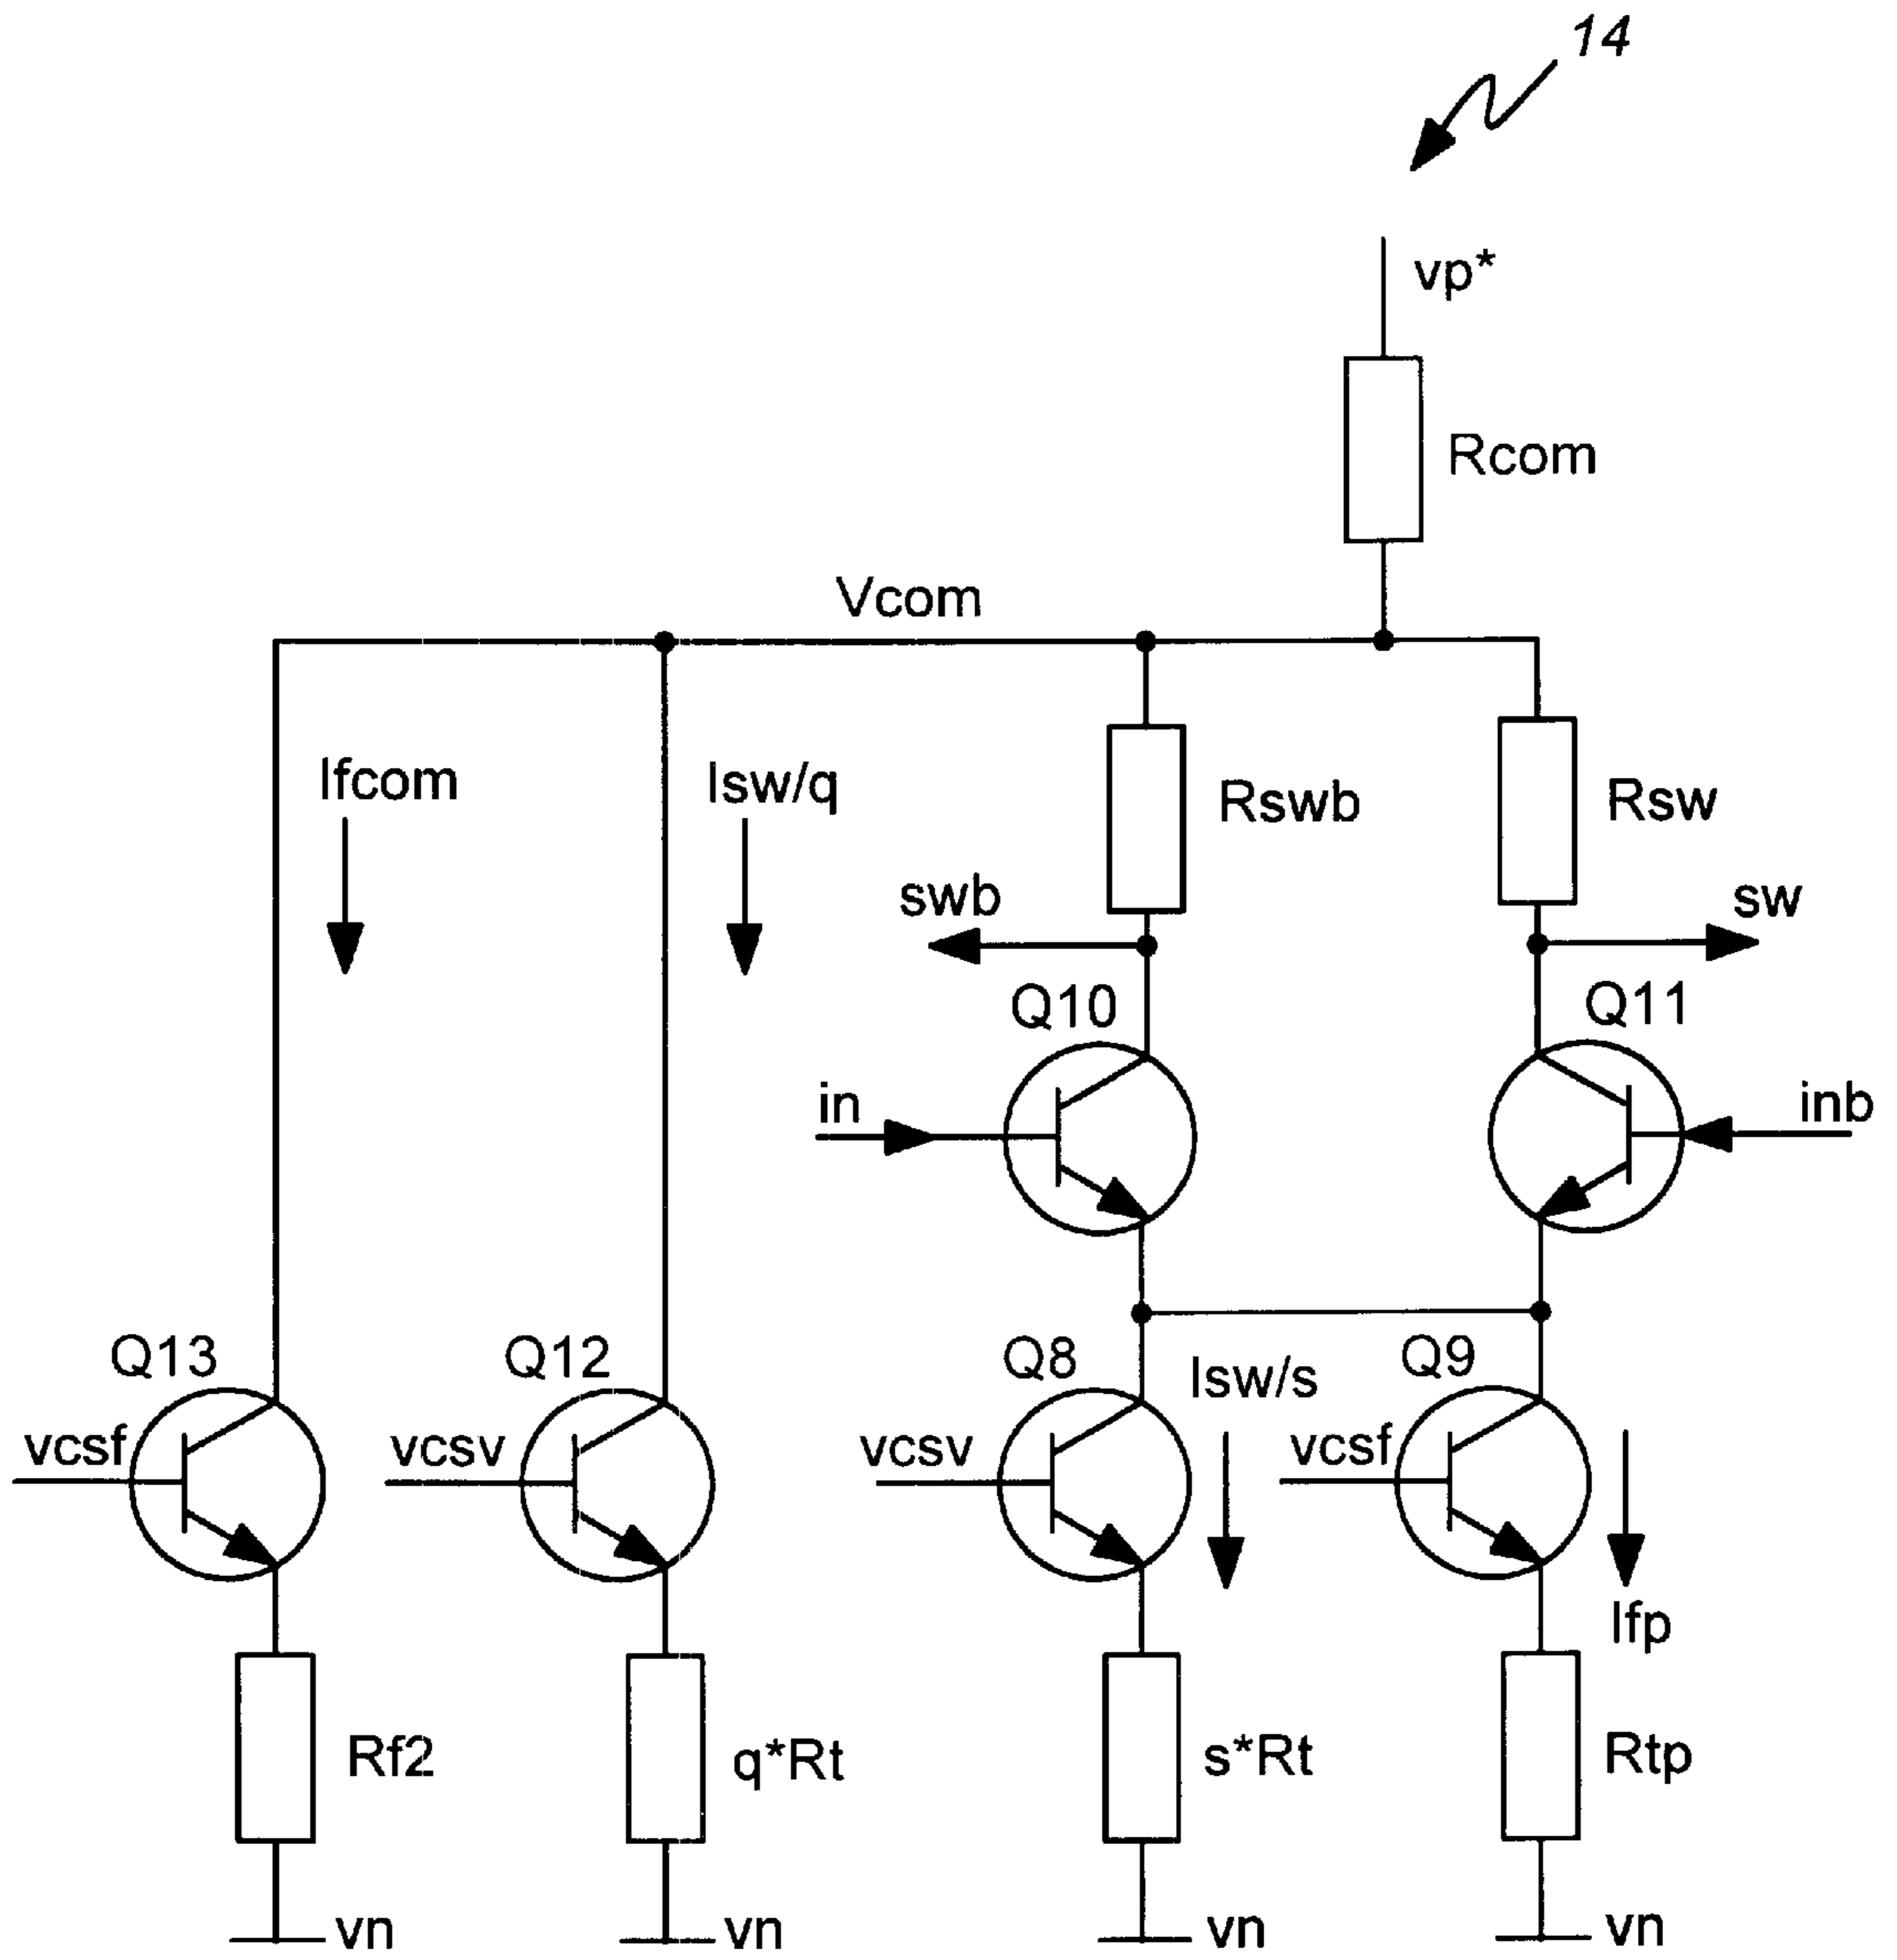 14
vp*
Rcom
Vcom
Ifcom
Isw/q
Rswb
Rsw
swb
sw
Q10
Q11
in
inb
Q13
Q12
Q8
Isw/s
Q9
vcsf
vcsv
vcsv
vcsf
Ifp
Rf2
q*Rt
s*Rt
Rtp
vn
vn
vn
vn